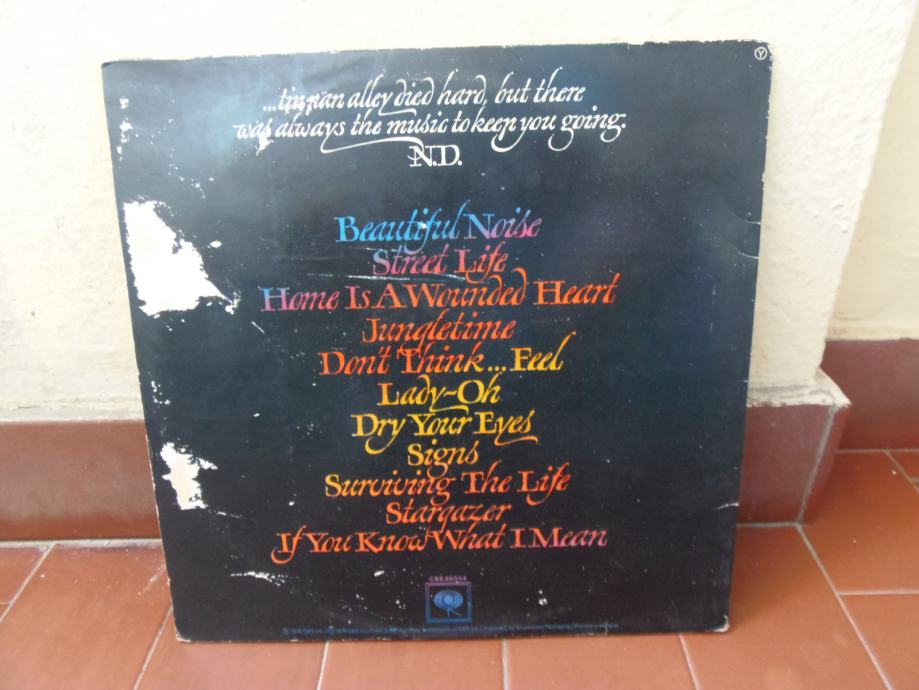 Y
...tin pan alley died hard, but there
was always the music to keep you going.
N.D.
Beautiful Noise
Street Life
Home Is A Wounded Heart
Jungletime
Don't Think... Feel
Lady-Oh
Dry Your Eyes
Signs
Surviving The Life
Stargazer
If You Know What I Mean
CBS 86004